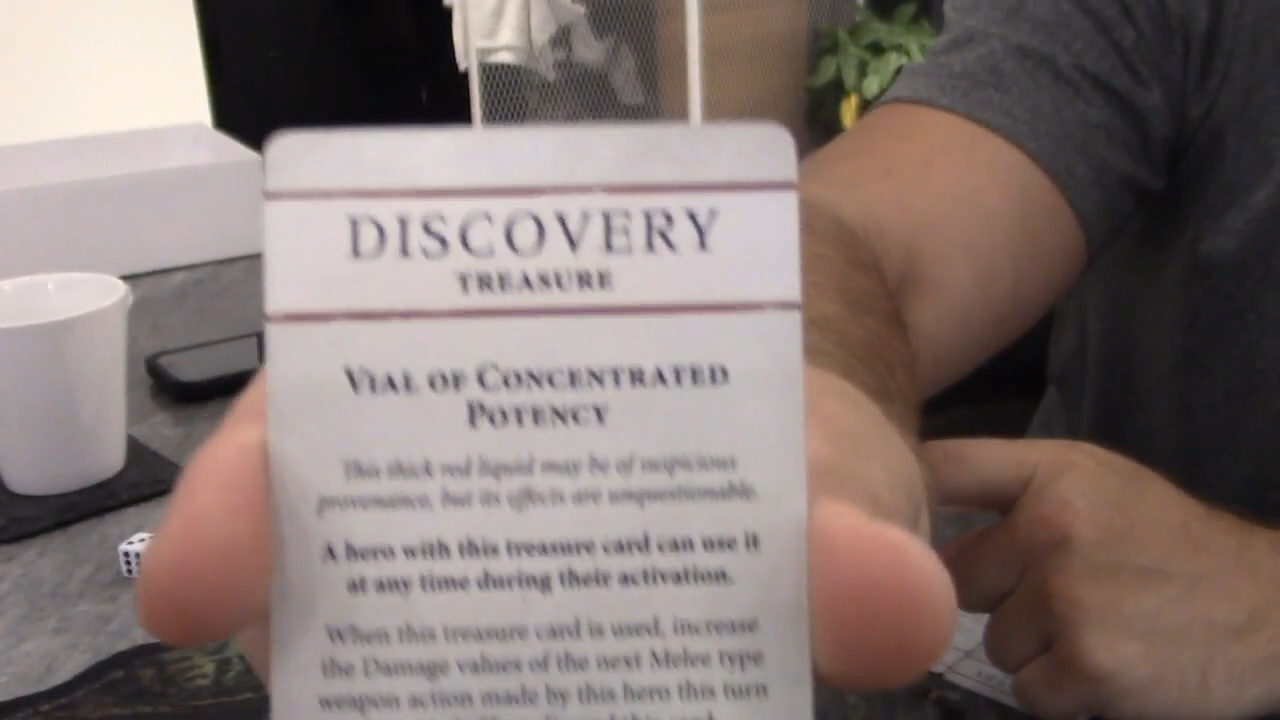 DISCOVERY
TREASURE
VIAL OF CONCENTRATED
POTENCY
This thick red liquid may be of suspicious
provenance, but its effects are unquestionable.
A hero with this treasure card can use it
at any time during their activation.
When this treasure card is used, increase
the Damage values of the next Melee type
weapon action made by this hero this turn
this card